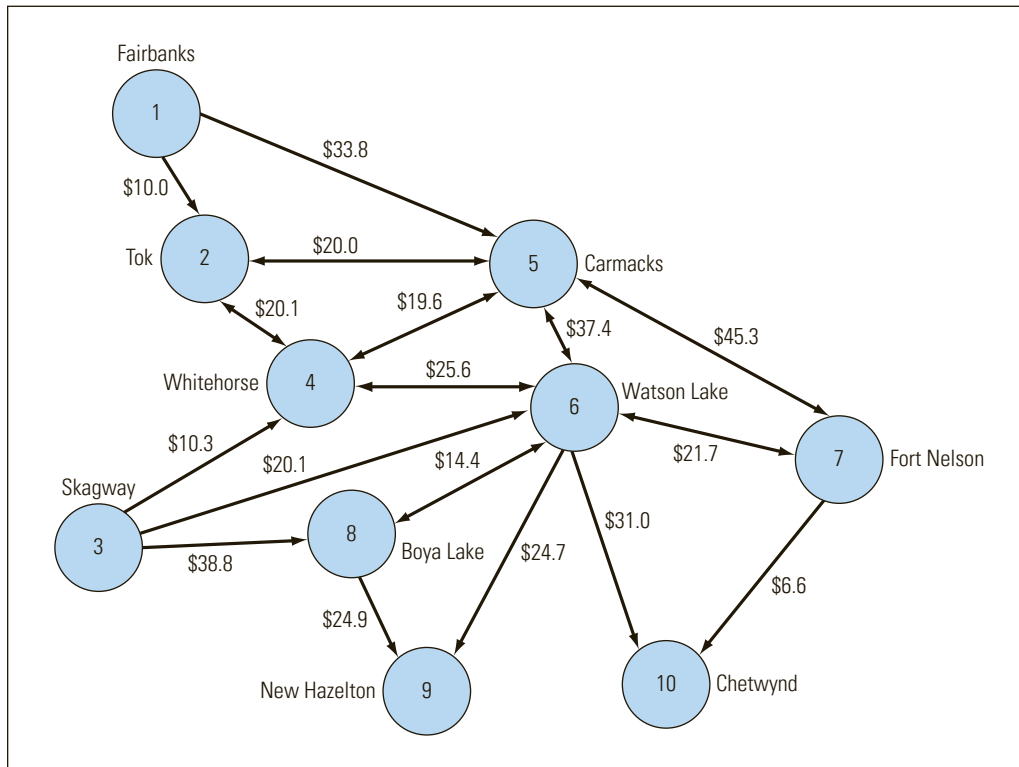 Fairbanks
1
$33.8
$10.0
Tok
2
$20.0
5
Carmacks
$20.1
$19.6
$37.4
$45.3
Whitehorse
4
$25.6
6
Watson Lake
$10.3
$20.1
$14.4
$21.7
7
Fort Nelson
Skagway
3
8
Boya Lake
$38.8
$31.0
$24.7
$6.6
$24.9
New Hazelton
9
10
Chetwynd